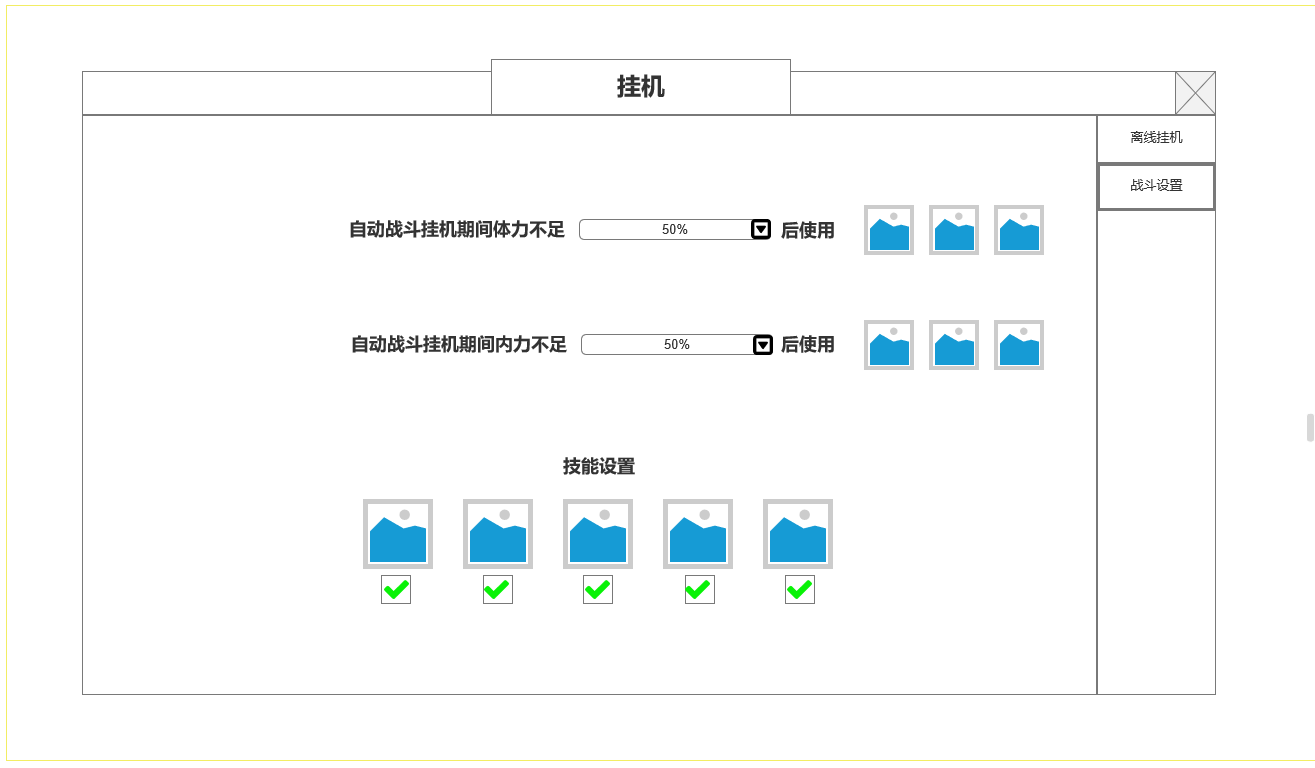 挂机
离线挂机
战斗设置
自动战斗挂机期间体力不足 50% 后使用
自动战斗挂机期间内力不足 50% 后使用
技能设置